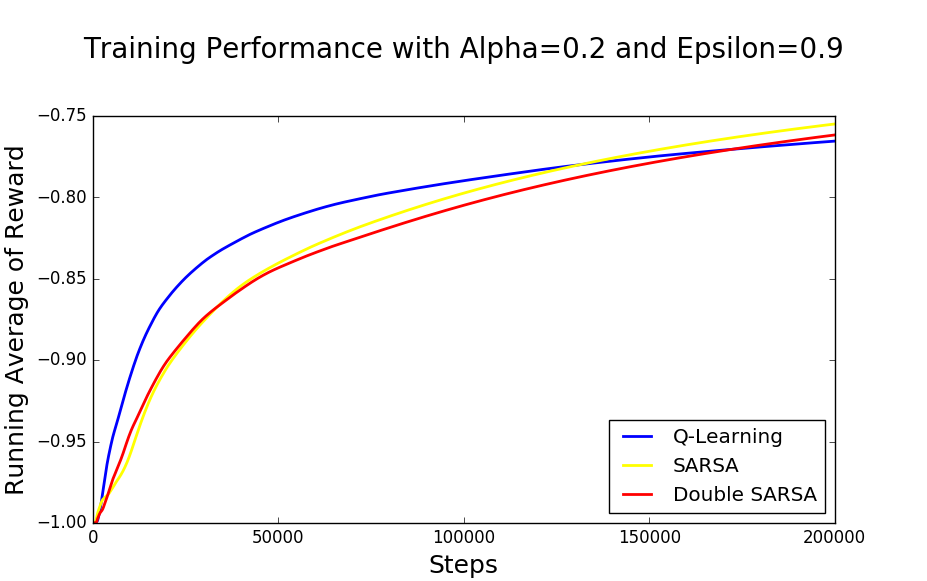 Training Performance with Alpha=0.2 and Epsilon=0.9
Running Average of Reward
−0.75
−0.80
−0.85
−0.90
−0.95
−1.00
0 50000 100000 150000 200000
Steps
Q-Learning
SARSA
Double SARSA